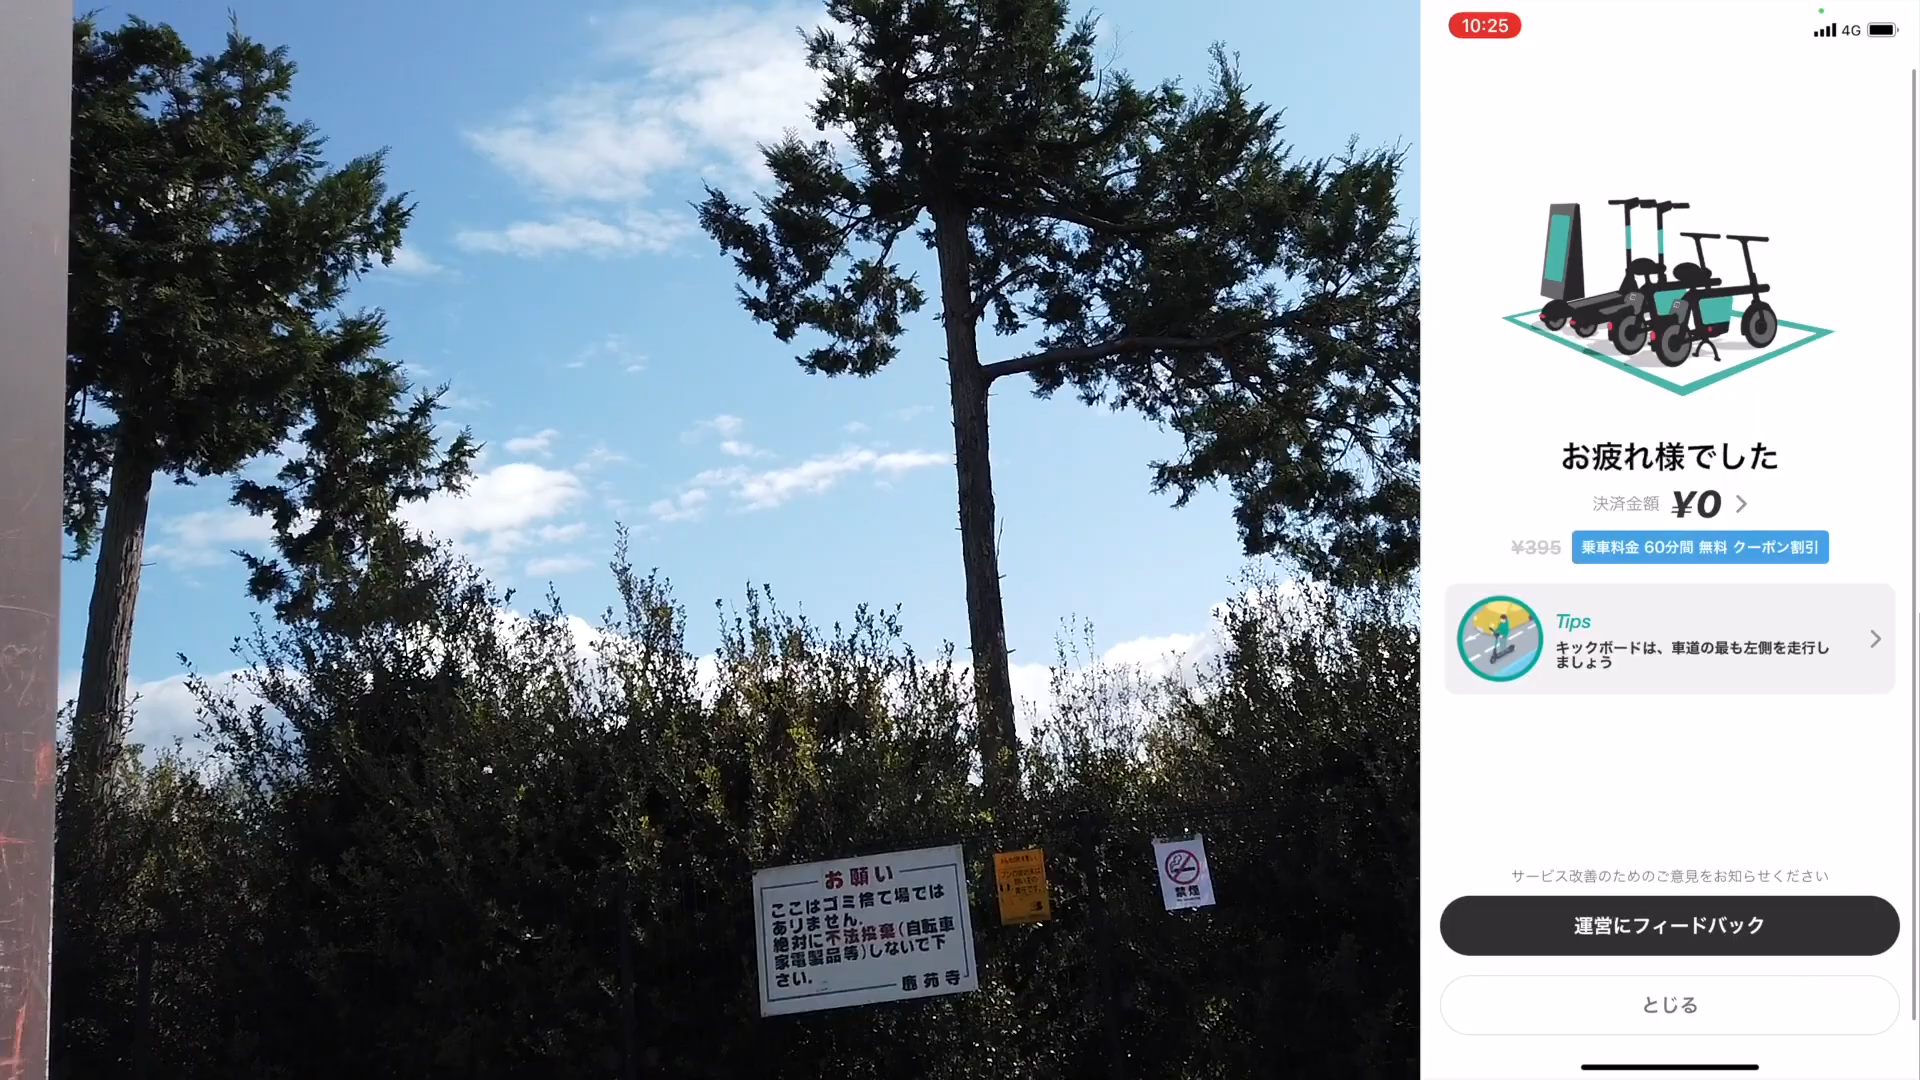 お願い
ここはゴミ捨て場では
ありません。
絶対に不法投棄(自転車
家電製品等)しないで下
さい。
鹿苑寺
禁煙
10:25
4G
お疲れ様でした
決済金額 ¥0
¥395 乗車料金 60分間 無料 クーポン割引
Tips
キックボードは、車道の最も左側を走行し
ましょう
サービス改善のためのご意見をお知らせください
運営にフィードバック
とじる